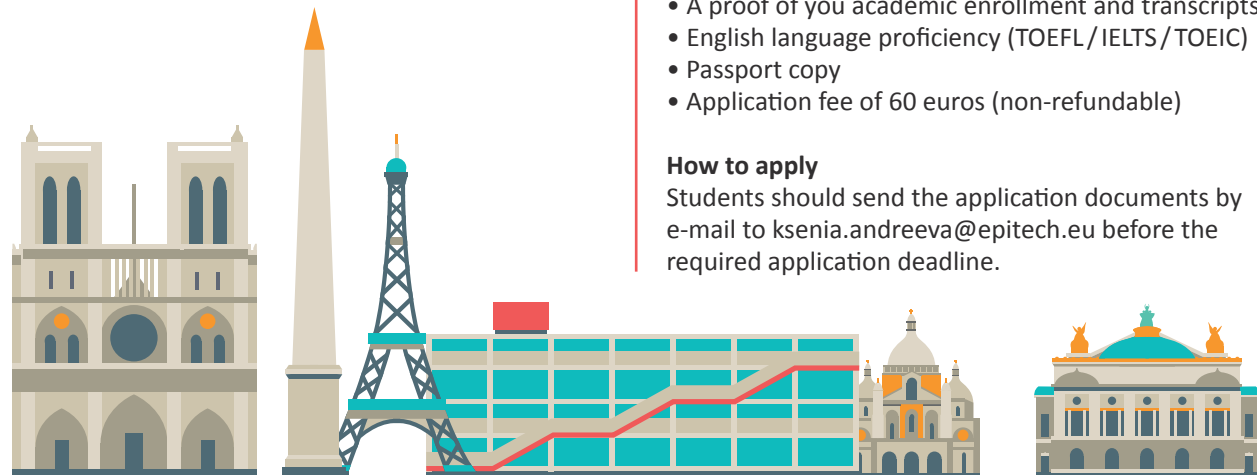 • A proof of you academic enrollment and transcripts
• English language proficiency (TOEFL / IELTS / TOEIC)
• Passport copy
• Application fee of 60 euros (non-refundable)
How to apply
Students should send the application documents by
e-mail to ksenia.andreeva@epitech.eu before the
required application deadline.